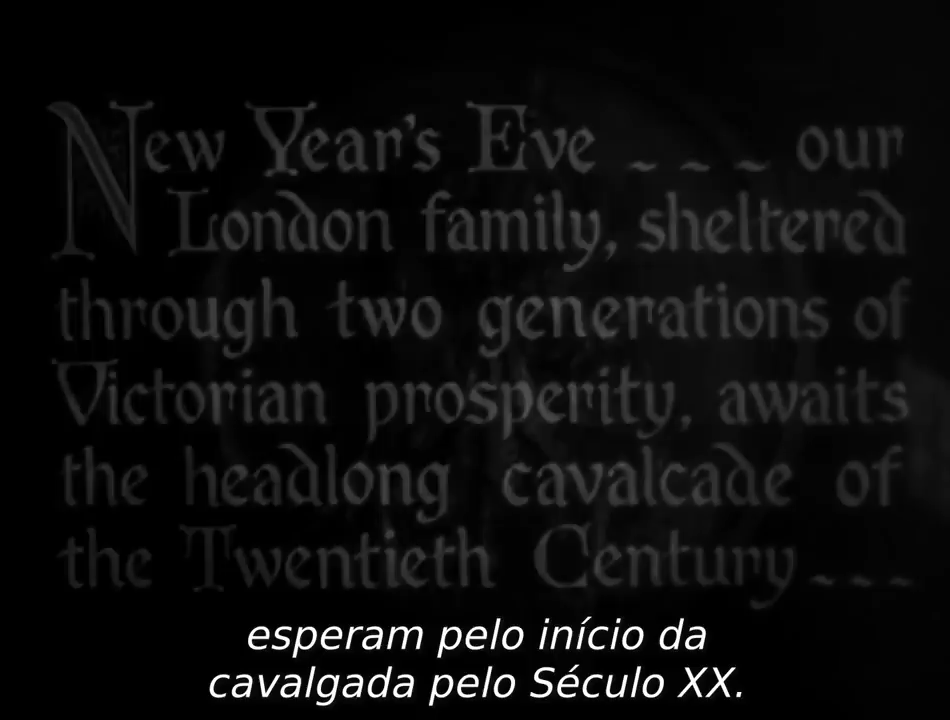 New Year's Eve ~ ~ ~ our
London family, sheltered
through two generations of
Victorian prosperity, awaits
the headlong cavalcade of
the Twentieth Century ~ ~ ~
esperam pelo início da
cavalgada pelo Século XX.